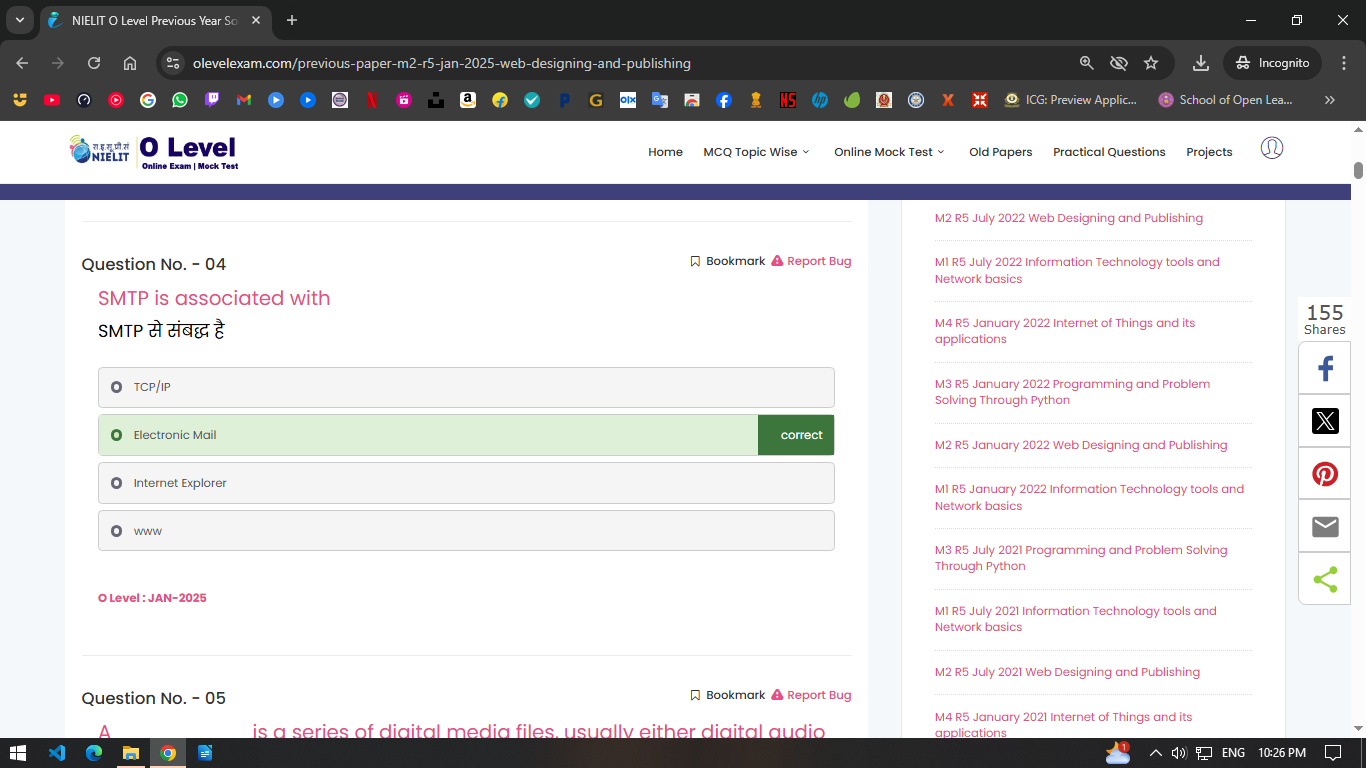 NIELIT O Level Previous Year So
olevelexam.com/previous-paper-m2-r5-jan-2025-web-designing-and-publishing
Incognito
ICG: Preview Applic...
School of Open Lea...
रा.इ.सू.प्रौ.सं
NIELIT
O Level
Online Exam | Mock Test
Home
MCQ Topic Wise
Online Mock Test
Old Papers
Practical Questions
Projects
Question No. - 04
Bookmark
Report Bug
SMTP is associated with
SMTP से संबद्ध है
TCP/IP
Electronic Mail
correct
Internet Explorer
www
O Level : JAN-2025
Question No. - 05
Bookmark
Report Bug
A is a series of digital media files, usually either digital audio
M2 R5 July 2022 Web Designing and Publishing
M1 R5 July 2022 Information Technology tools and
Network basics
M4 R5 January 2022 Internet of Things and its
applications
M3 R5 January 2022 Programming and Problem
Solving Through Python
M2 R5 January 2022 Web Designing and Publishing
M1 R5 January 2022 Information Technology tools and
Network basics
M3 R5 July 2021 Programming and Problem Solving
Through Python
M1 R5 July 2021 Information Technology tools and
Network basics
M2 R5 July 2021 Web Designing and Publishing
M4 R5 January 2021 Internet of Things and its
applications
155
Shares
1
ENG
10:26 PM